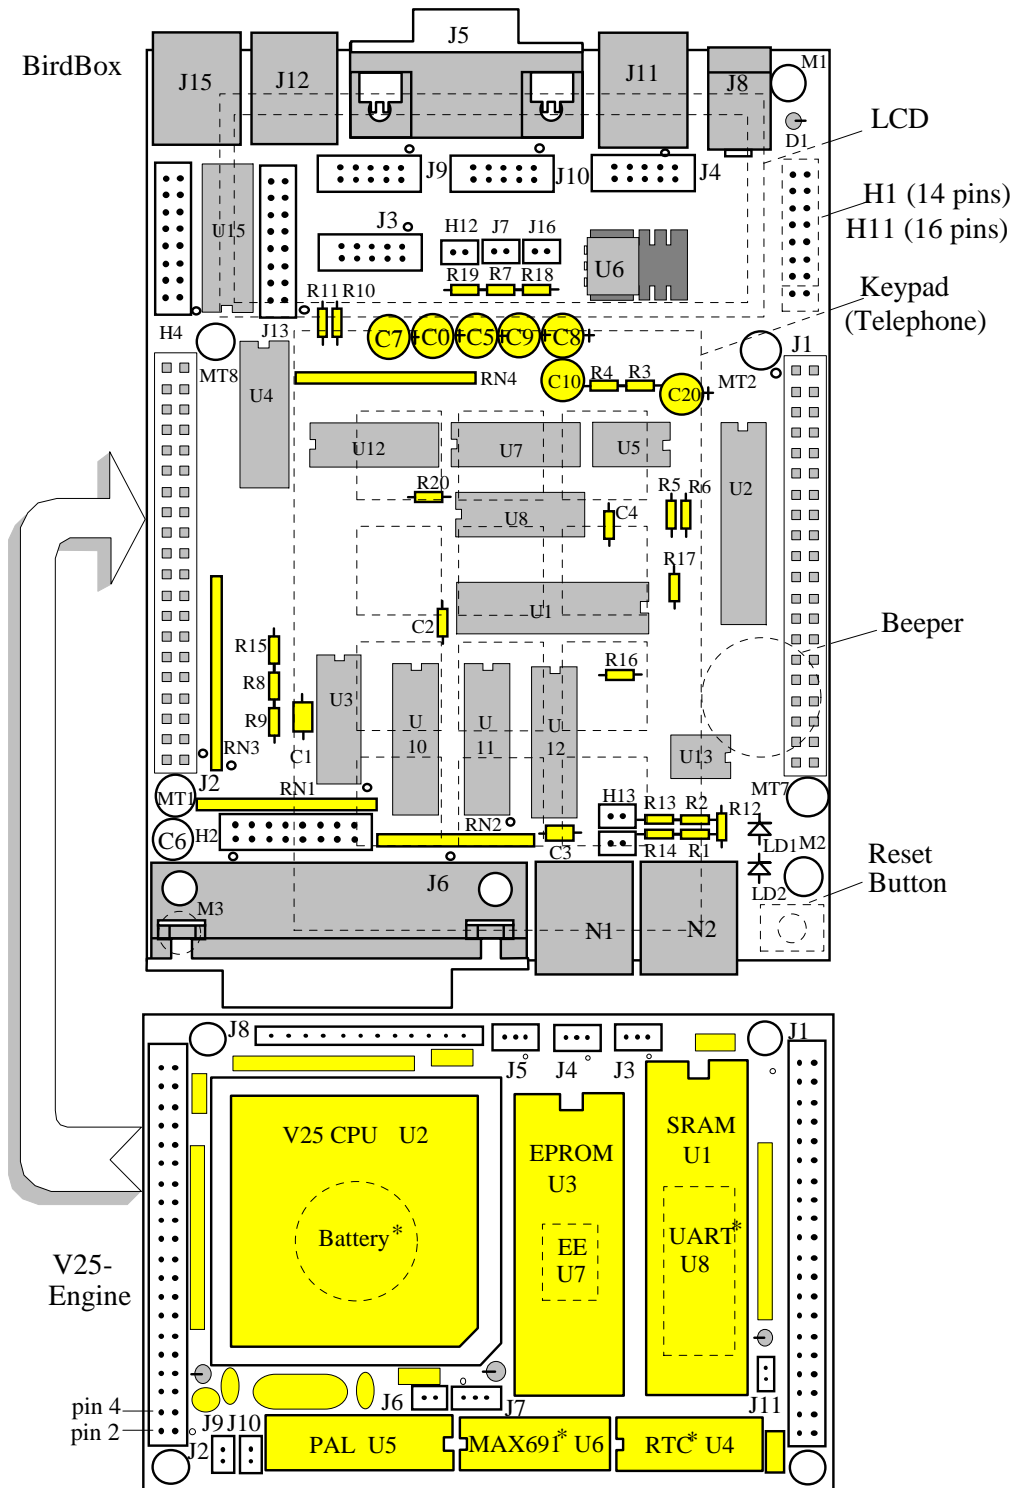 BirdBox
J5
J15
J12
J11
J8
M1
LCD
D1
J9
J10
J4
H1 (14 pins)
H11 (16 pins)
U15
J3
H12
J7
J16
U6
R19
R7
R18
R11
R10
Keypad
(Telephone)
H4
J13
C7
C0
C5
C9
C8
J1
MT8
U4
RN4
C10
R4
R3
MT2
C20
U12
U7
U5
U2
R20
U8
C4
R5
R6
R17
U1
C2
R15
R8
R9
U3
R16
Beeper
U
10
U
11
U
12
C1
RN3
U13
J2
MT1
RN1
MT7
H13
R13
R2
R12
C6
H2
RN2
C3
R14
R1
LD1
M2
Reset
Button
J6
LD2
M3
N1
N2
J8
J5
J4
J3
J1
V25 CPU U2
EPROM
U3
SRAM
U1
Battery*
EE
U7
UART*
U8
V25-
Engine
pin 4
pin 2
J9
J10
J6
J7
J11
J2
PAL U5
MAX691* U6
RTC* U4